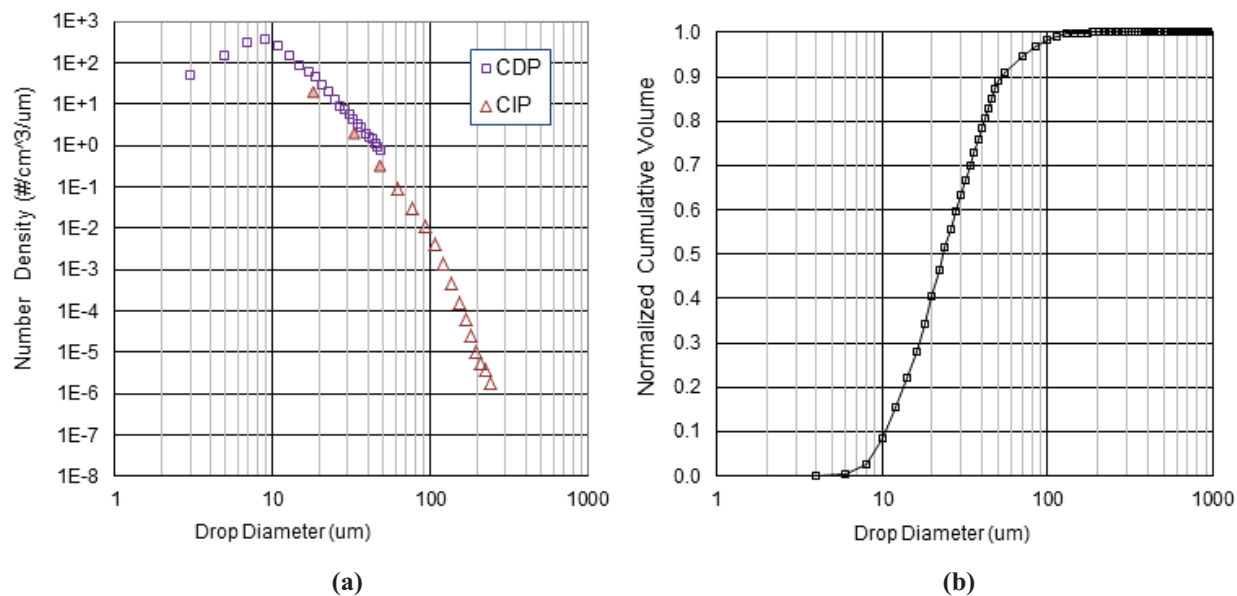 1E+3
1E+2
1E+1
1E+0
1E-1
1E-2
1E-3
1E-4
1E-5
1E-6
1E-7
1E-8
Number Density (#/cm^3/um)
CDP
CIP
1 10 100 1000
Drop Diameter (um)
(a)
1.0
0.9
0.8
0.7
0.6
0.5
0.4
0.3
0.2
0.1
0.0
Normalized Cumulative Volume
1 10 100 1000
Drop Diameter (um)
(b)